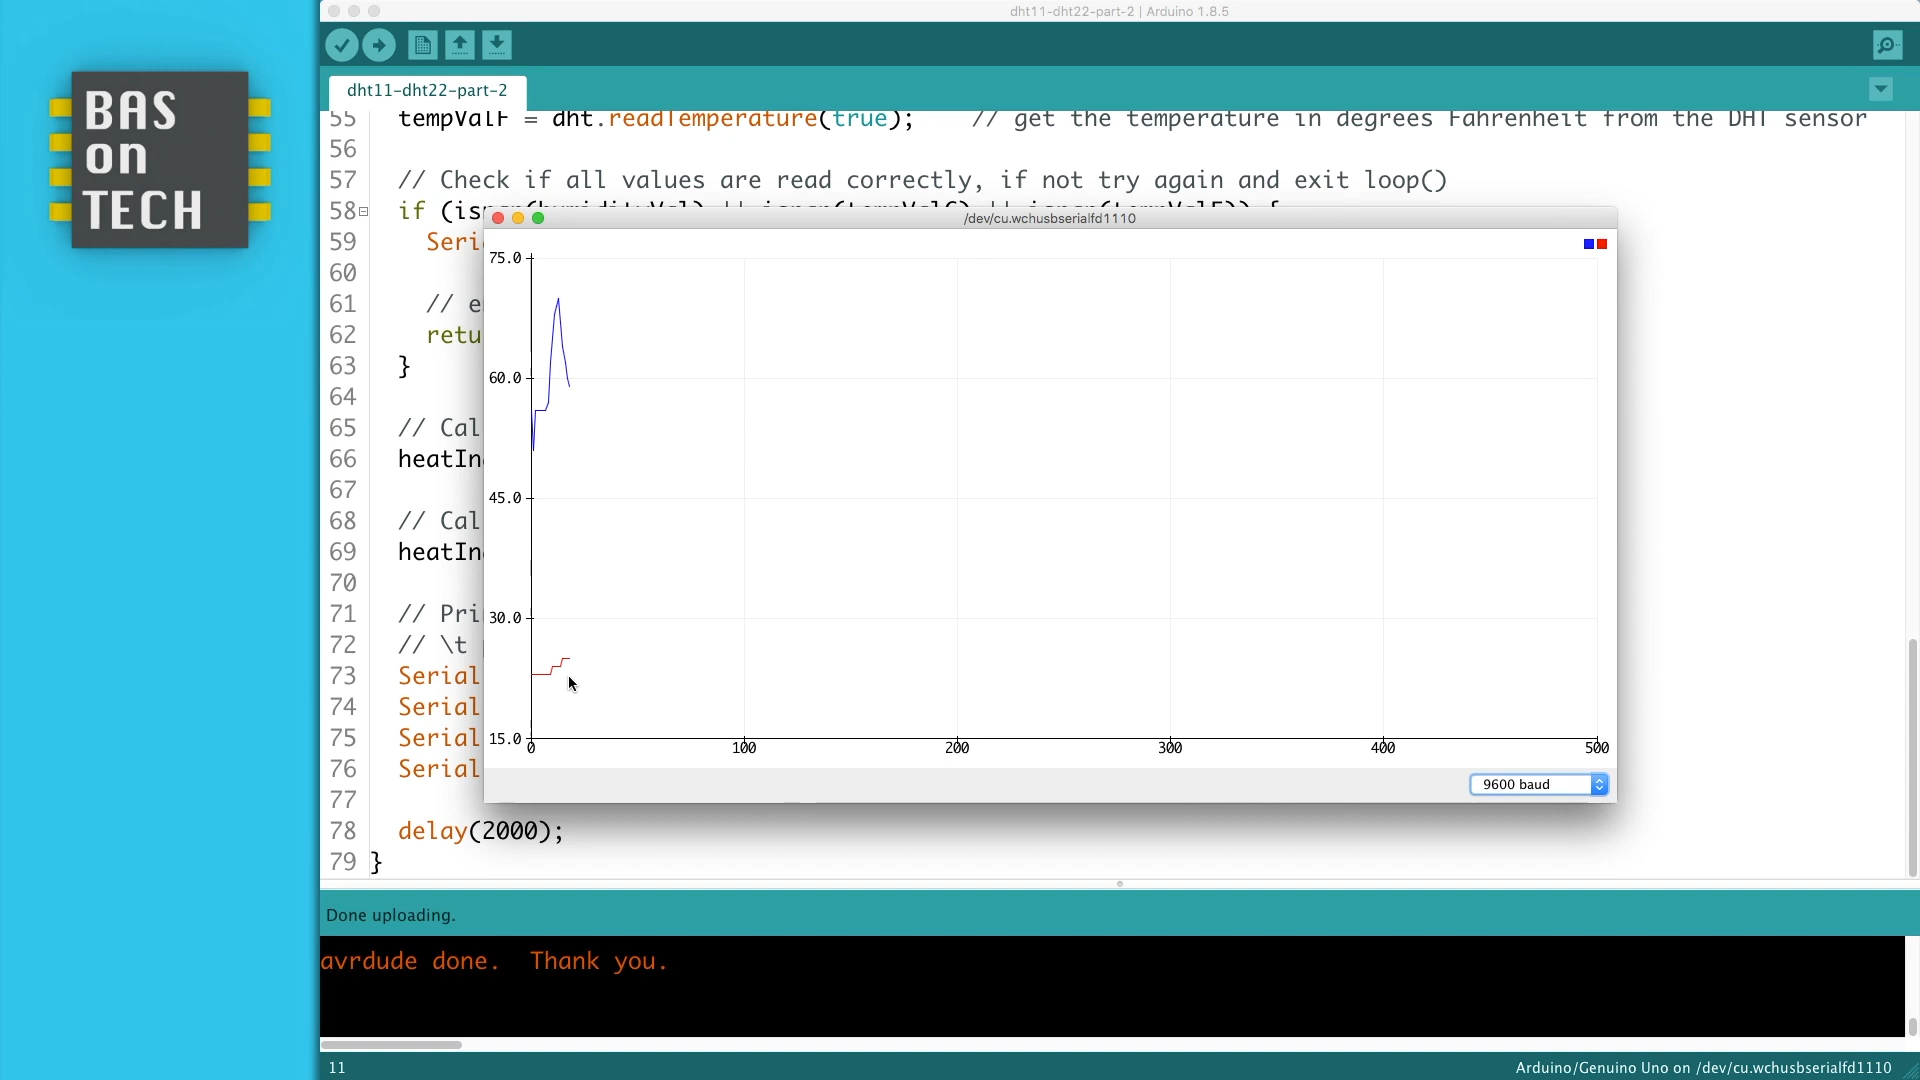 BAS
on
TECH
dht11-dht22-part-2 | Arduino 1.8.5
dht11-dht22-part-2
55 tempValF = dht.readTemperature(true); // get the temperature in degrees Fahrenheit from the DHT sensor
56
57 // Check if all values are read correctly, if not try again and exit loop()
58 if (isnan(humidityVal) || isnan(tempValC) || isnan(tempValF)) {
/dev/cu.wchusbserialfd1110
59 Seri
60
61 // e
62 retu
63 }
64
65 // Cal
66 heatIn
67
68 // Cal
69 heatIn
70
71 // Pri
72 // \t
73 Serial
74 Serial
75 Serial
76 Serial
77
78 delay(2000);
79 }
75.0
60.0
45.0
30.0
15.0
0 100 200 300 400 500
9600 baud
Done uploading.
avrdude done. Thank you.
11
Arduino/Genuino Uno on /dev/cu.wchusbserialfd1110